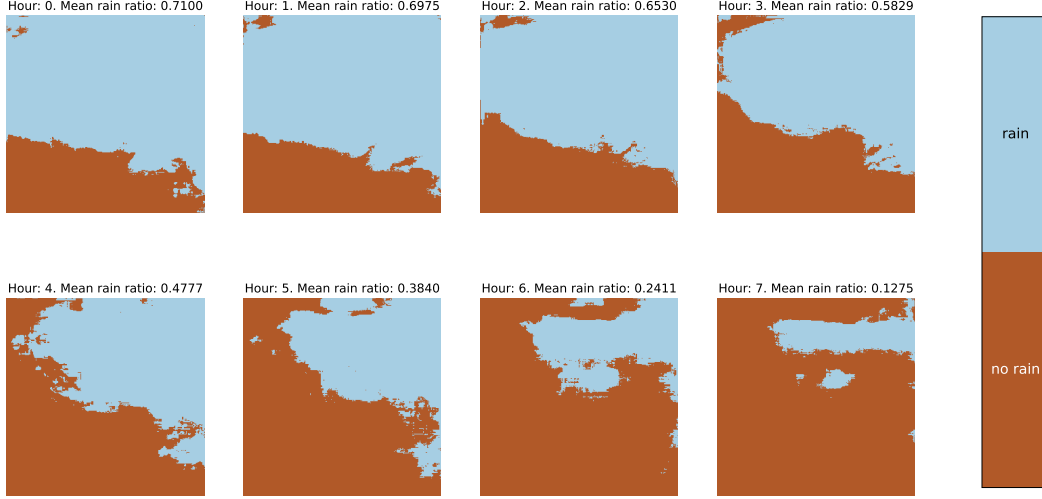 Hour: 0. Mean rain ratio: 0.7100
Hour: 1. Mean rain ratio: 0.6975
Hour: 2. Mean rain ratio: 0.6530
Hour: 3. Mean rain ratio: 0.5829
rain
Hour: 4. Mean rain ratio: 0.4777
Hour: 5. Mean rain ratio: 0.3840
Hour: 6. Mean rain ratio: 0.2411
Hour: 7. Mean rain ratio: 0.1275
no rain